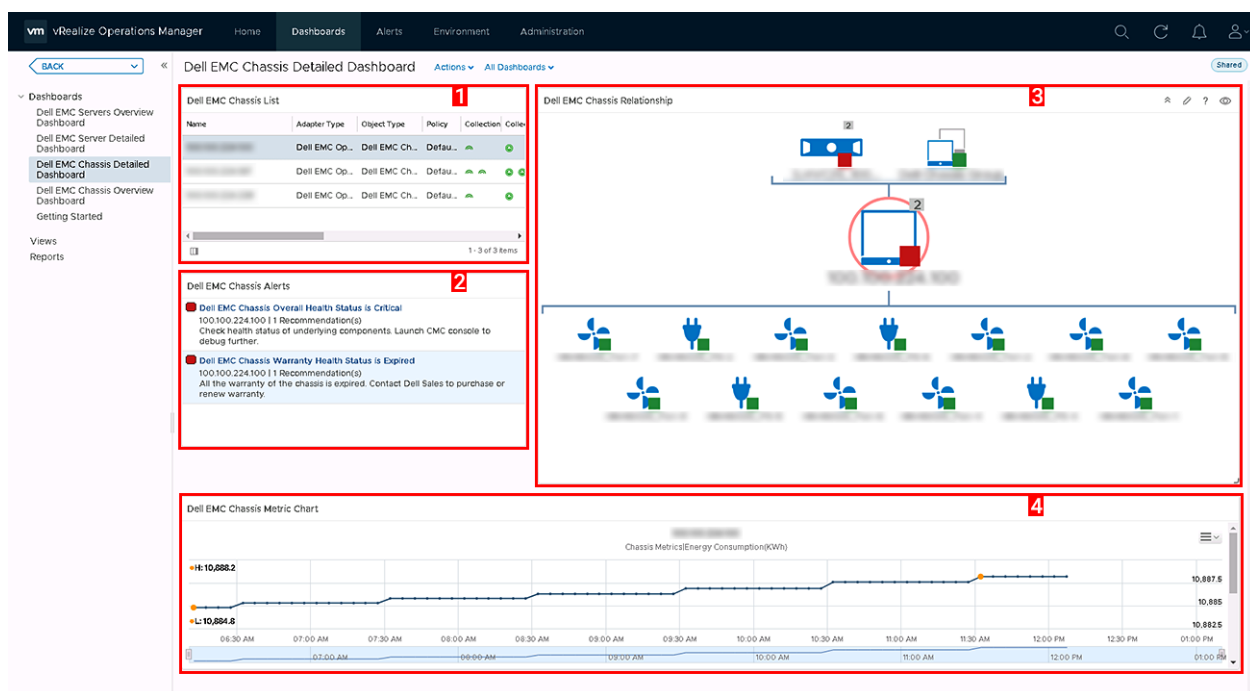 vm vRealize Operations Manager Home Dashboards Alerts Environment Administration
BACK
Dell EMC Chassis Detailed Dashboard Actions All Dashboards Shared
Dashboards
Dell EMC Servers Overview
Dashboard
Dell EMC Server Detailed
Dashboard
Dell EMC Chassis Detailed
Dashboard
Dell EMC Chassis Overview
Dashboard
Getting Started
Views
Reports
Dell EMC Chassis List 1
Name Adapter Type Object Type Policy Collection Colle
Dell EMC Op... Dell EMC Ch... Defau...
Dell EMC Op... Dell EMC Ch... Defau...
Dell EMC Op... Dell EMC Ch... Defau...
1 - 3 of 3 items
Dell EMC Chassis Alerts 2
Dell EMC Chassis Overall Health Status is Critical
100.100.224.100 | 1 Recommendation(s)
Check health status of underlying components. Launch CMC console to
debug further.
Dell EMC Chassis Warranty Health Status is Expired
100.100.224.100 | 1 Recommendation(s)
All the warranty of the chassis is expired. Contact Dell Sales to purchase or
renew warranty.
Dell EMC Chassis Relationship 3
2
2
100.100.224.100
Dell EMC Chassis Metric Chart 4
Chassis Metrics|Energy Consumption(KWh)
H: 10,888.2
10,887.5
10,885
L: 10,884.8
10,882.5
06:30 AM 07:00 AM 07:30 AM 08:00 AM 08:30 AM 09:00 AM 09:30 AM 10:00 AM 10:30 AM 11:00 AM 11:30 AM 12:00 PM 12:30 PM 01:00 PM
07:00 AM 08:00 AM 09:00 AM 10:00 AM 11:00 AM 12:00 PM 01:00 PM